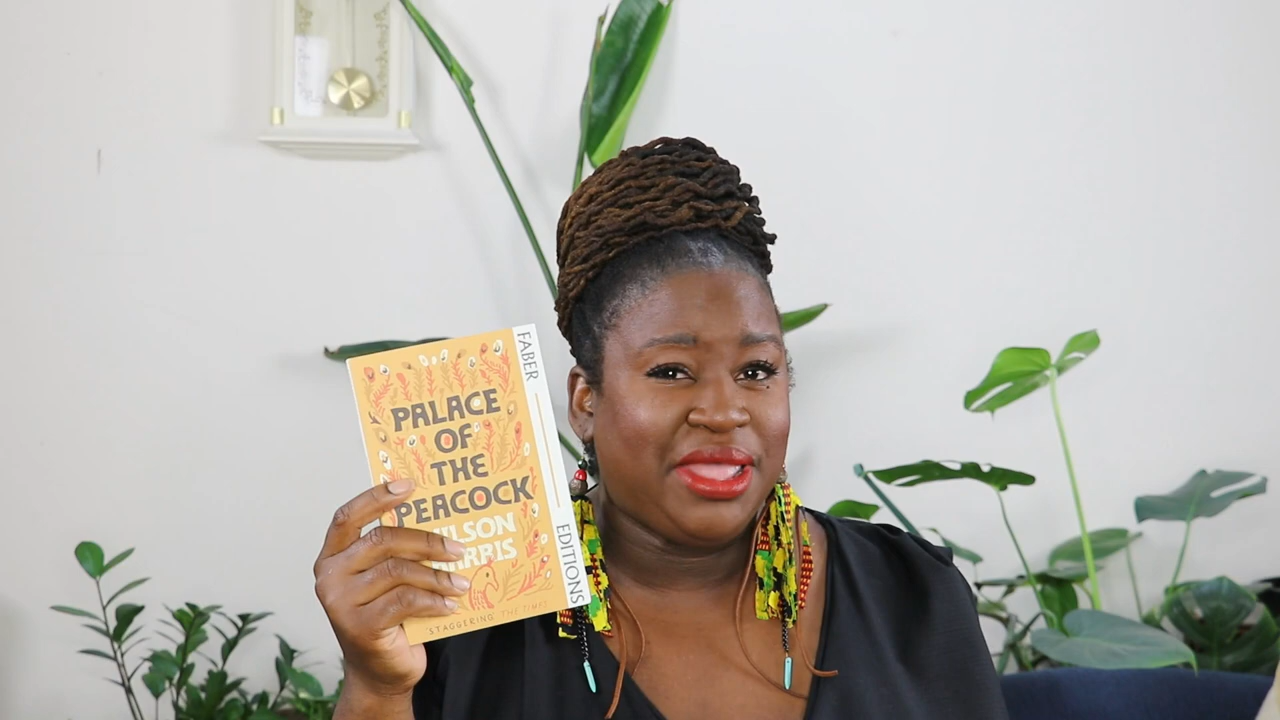 FABER
EDITIONS
PALACE
OF
THE
PEACOCK
STAGGERING THE TIMES